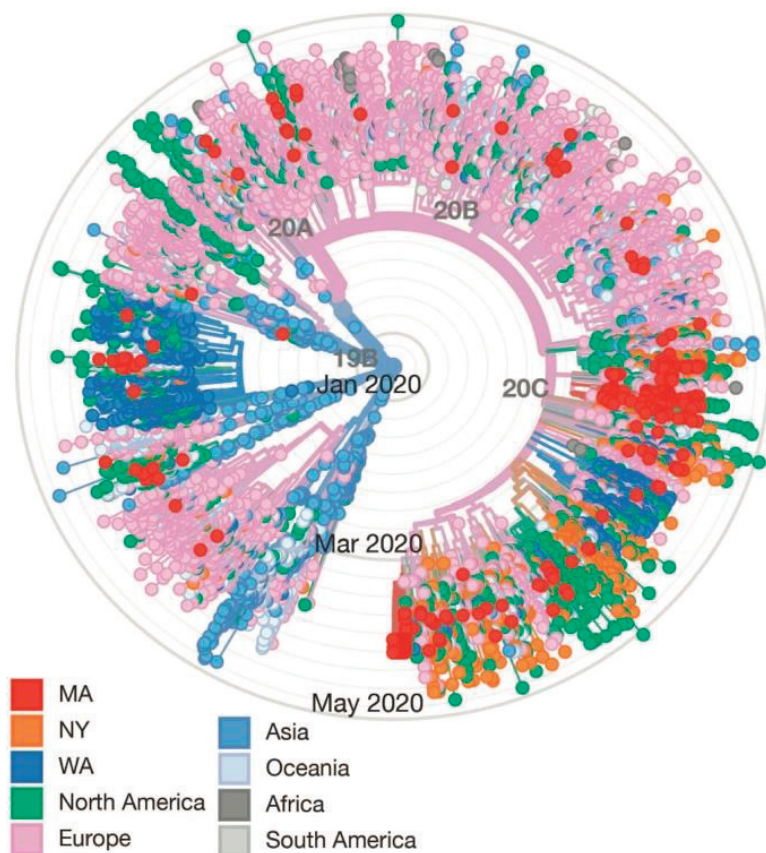 20A
20B
19B
Jan 2020
20C
Mar 2020
May 2020
MA
NY
WA
North America
Europe
Asia
Oceania
Africa
South America